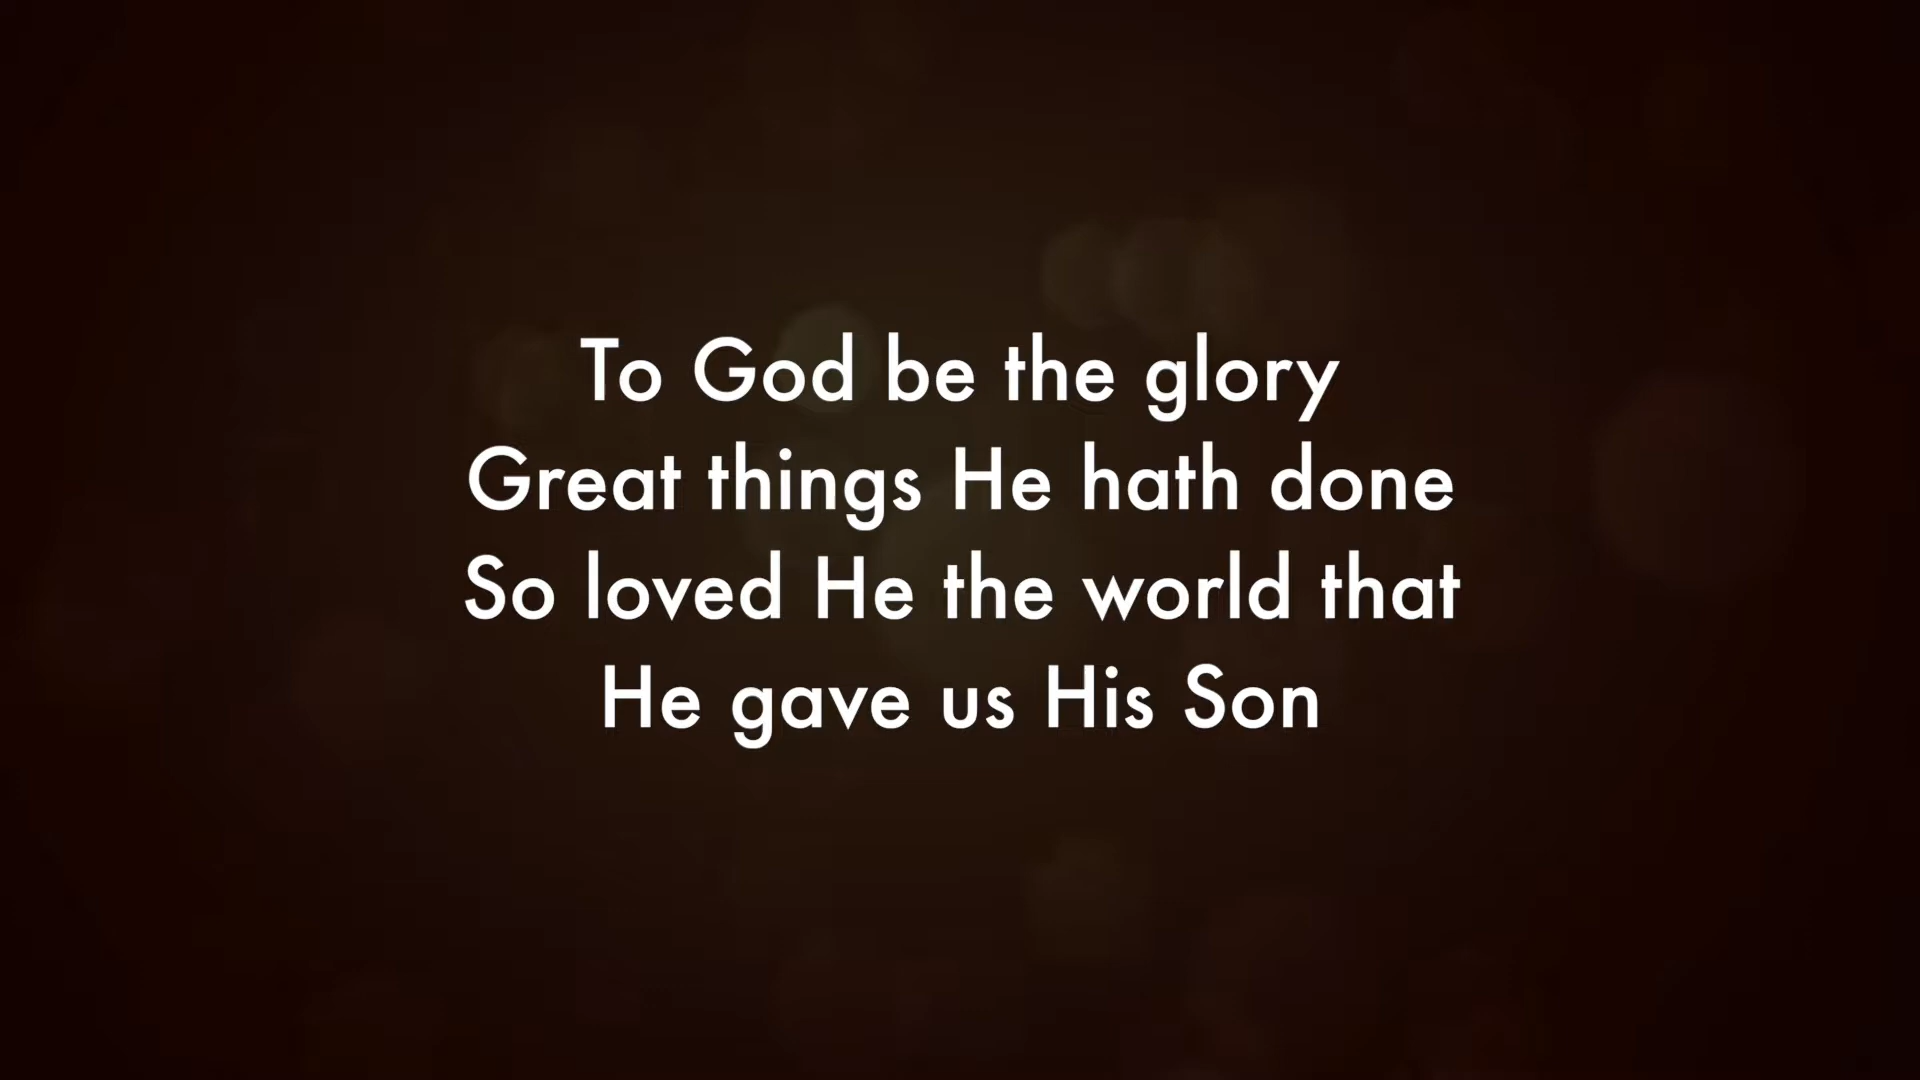 To God be the glory
Great things He hath done
So loved He the world that
He gave us His Son